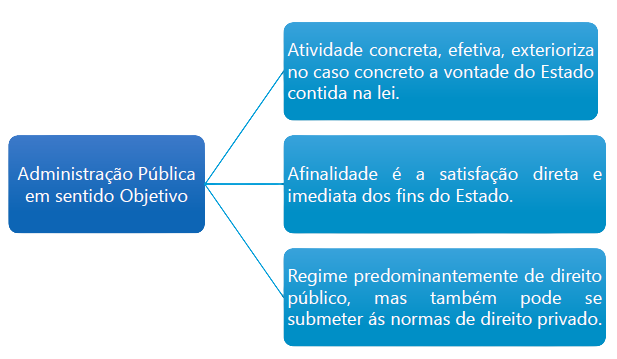 Atividade concreta, efetiva, exterioriza
no caso concreto a vontade do Estado
contida na lei.
Administração Pública
em sentido Objetivo
Afinalidade é a satisfação direta e
imediata dos fins do Estado.
Regime predominantemente de direito
público, mas também pode se
submeter ás normas de direito privado.